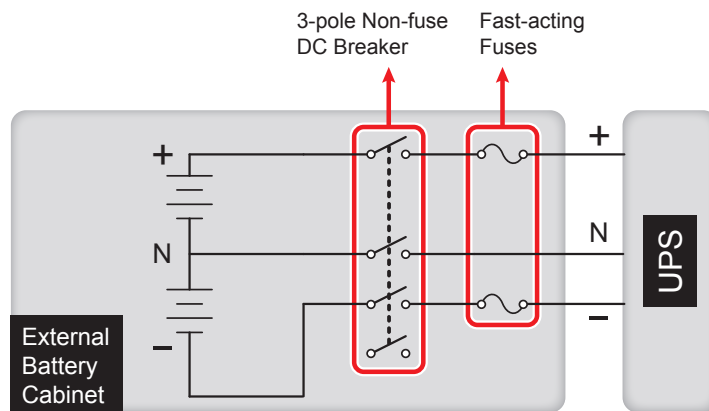 3-pole Non-fuse
DC Breaker
Fast-acting
Fuses
+
+
N
N
−
−
UPS
External
Battery
Cabinet